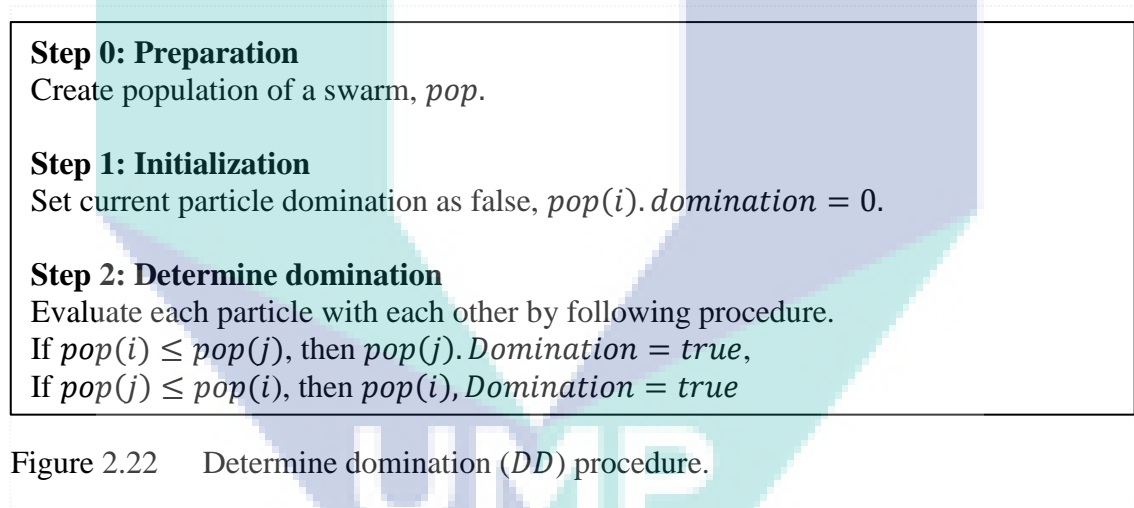 Step 0: Preparation
Create population of a swarm, pop.
Step 1: Initialization
Set current particle domination as false, pop(i).domination = 0.
Step 2: Determine domination
Evaluate each particle with each other by following procedure.
If pop(i) ≤ pop(j), then pop(j).Domination = true,
If pop(j) ≤ pop(i), then pop(i),Domination = true
Figure 2.22 Determine domination (DD) procedure.
UMP